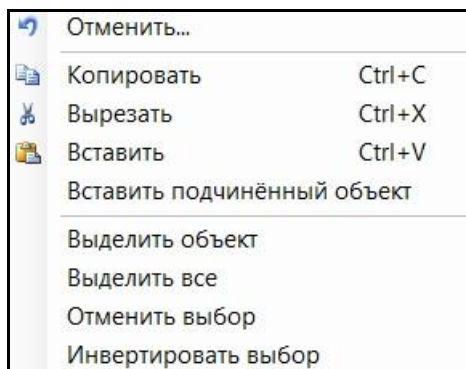 Отменить...
Копировать Ctrl+C
Вырезать Ctrl+X
Вставить Ctrl+V
Вставить подчинённый объект
Выделить объект
Выделить все
Отменить выбор
Инвертировать выбор